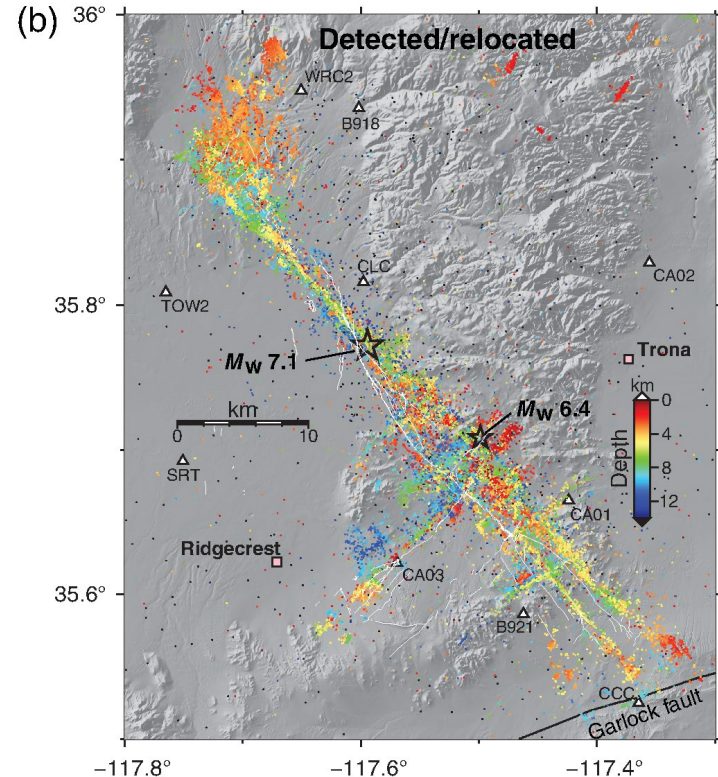 (b)
36°
Detected/relocated
WRC2
B918
CLC
CA02
35.8°
TOW2
Trona
Mw 7.1
km
0
4
8
12
Depth
km
0 10
Mw 6.4
SRT
CA01
Ridgecrest
CA03
35.6°
B921
CCC
Garlock fault
−117.8° −117.6° −117.4°